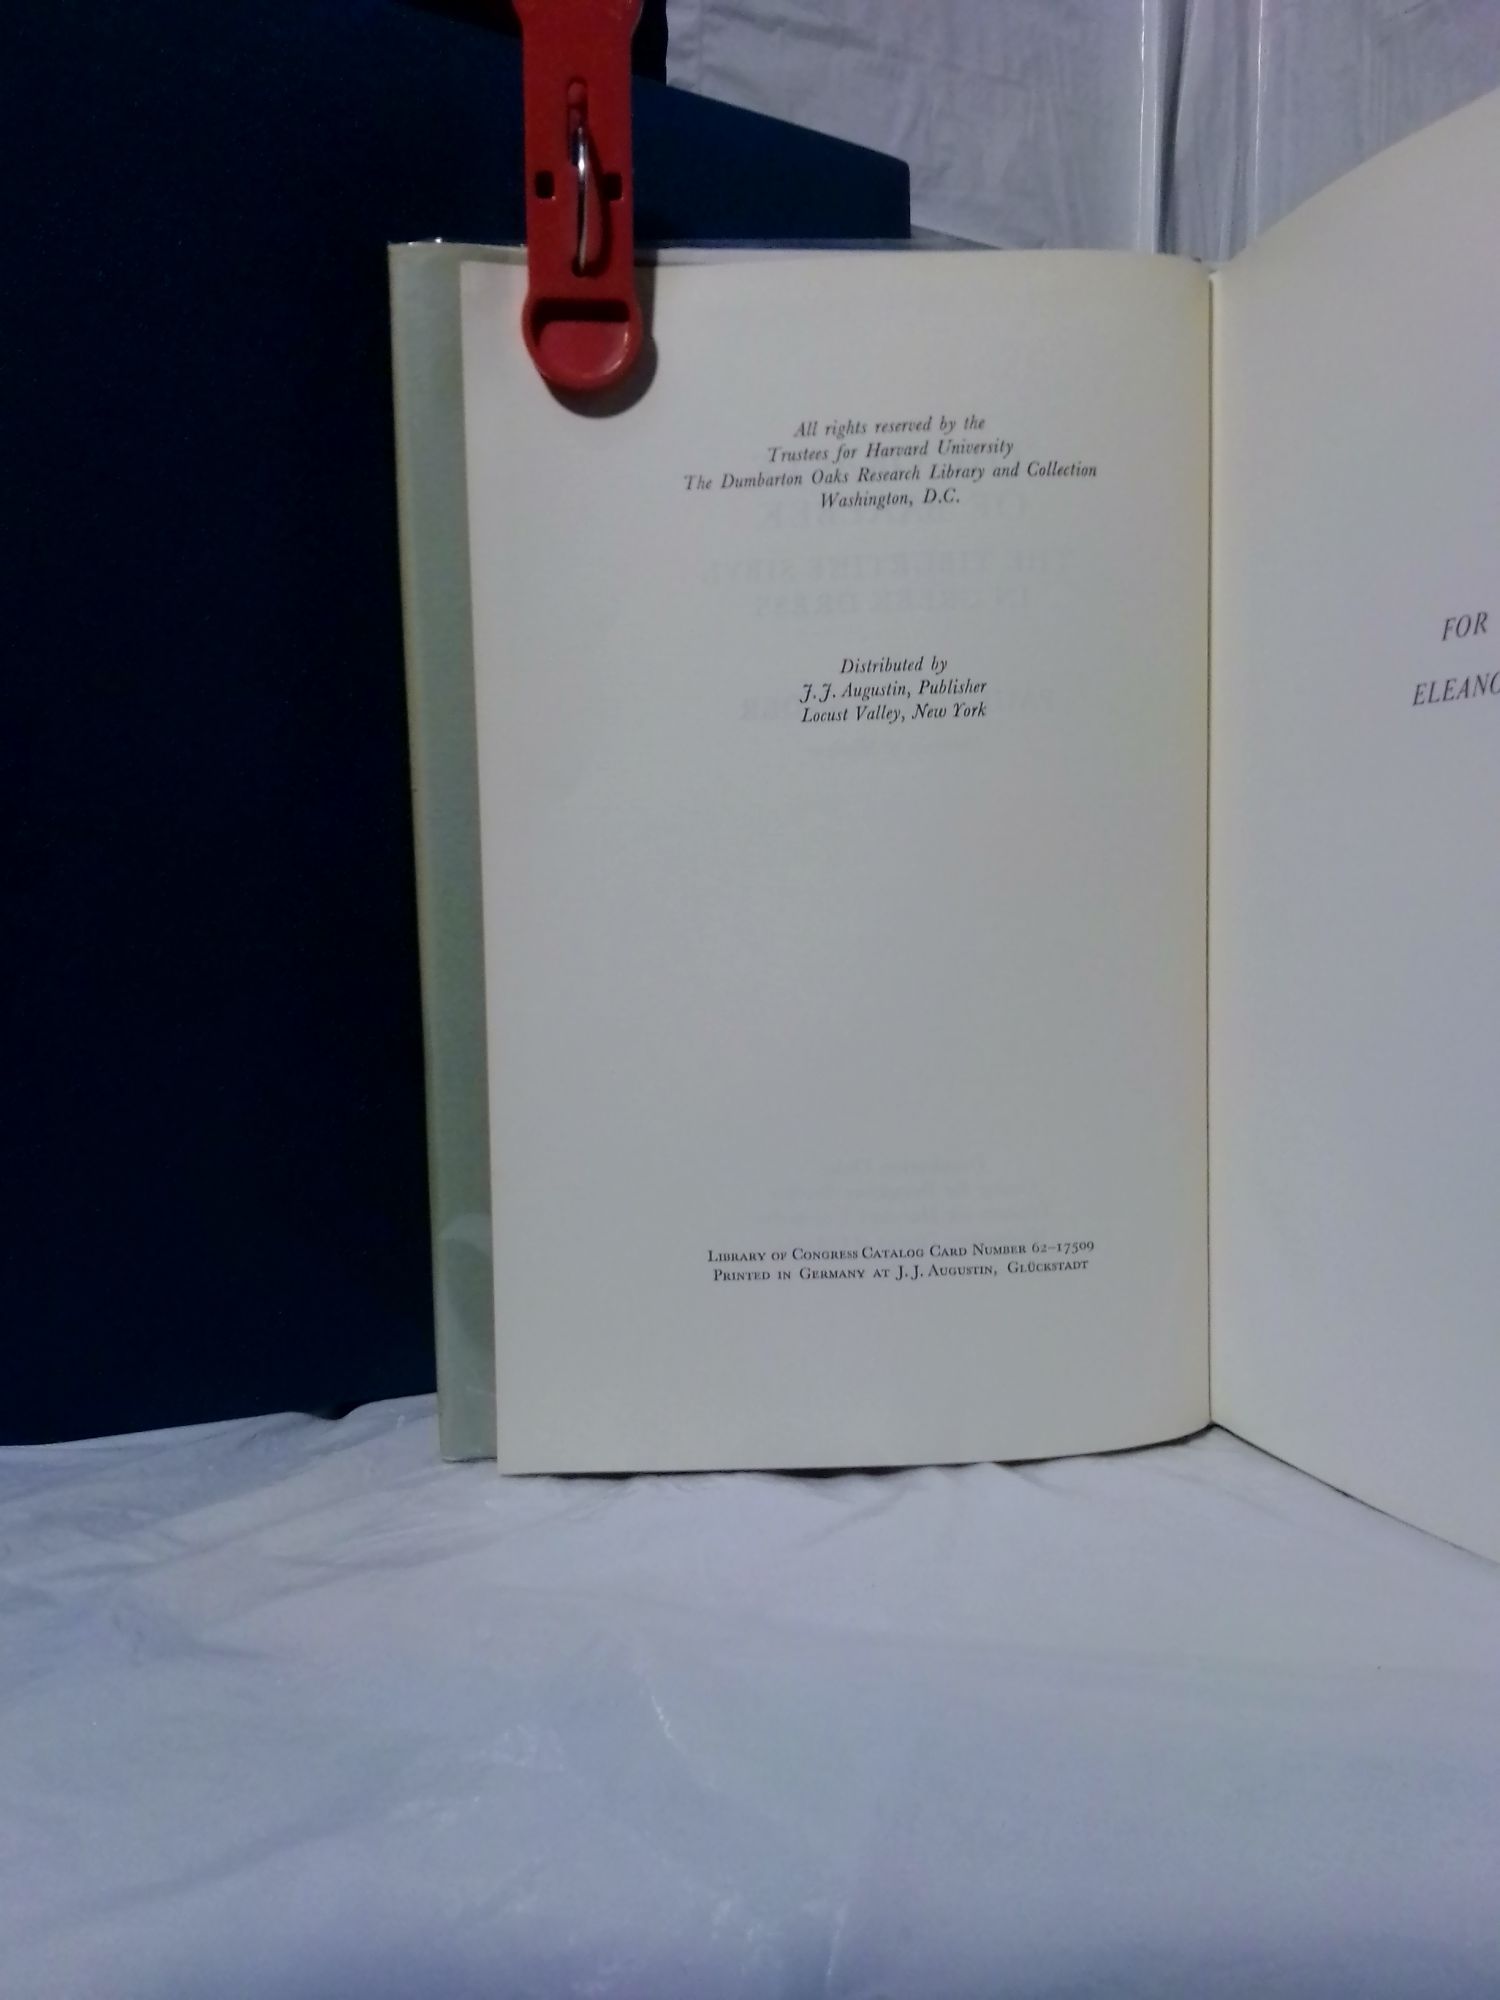 All rights reserved by the
Trustees for Harvard University
The Dumbarton Oaks Research Library and Collection
Washington, D.C.
Distributed by
J. J. Augustin, Publisher
Locust Valley, New York
Library of Congress Catalog Card Number 62–17509
Printed in Germany at J. J. Augustin, Glückstadt
FOR